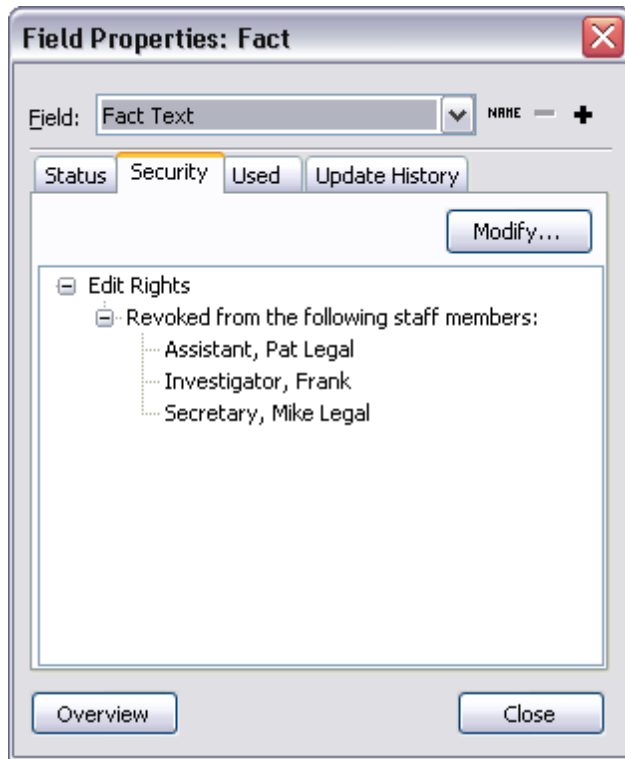 Field Properties: Fact
Field: Fact Text NAME
Status Security Used Update History
Modify...
Edit Rights
Revoked from the following staff members:
Assistant, Pat Legal
Investigator, Frank
Secretary, Mike Legal
Overview Close